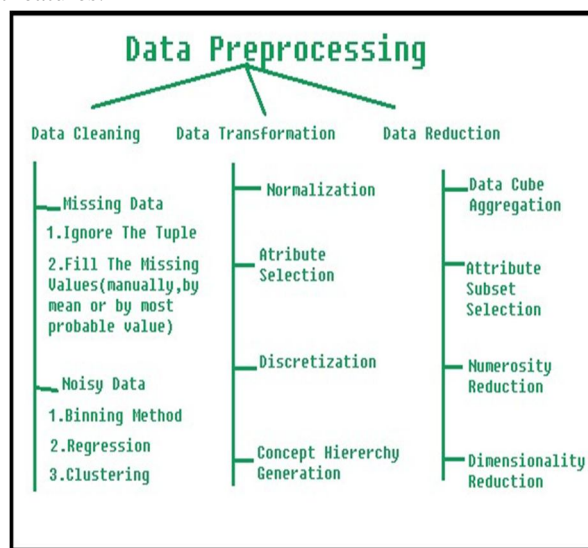 Data Preprocessing
Data Cleaning
Missing Data
1.Ignore The Tuple
2.Fill The Missing
Values(manually,by
mean or by most
probable value)
Noisy Data
1.Binning Method
2.Regression
3.Clustering
Data Transformation
Normalization
Atribute
Selection
Discretization
Concept Hiererchy
Generation
Data Reduction
Data Cube
Aggregation
Attribute
Subset
Selection
Numerosity
Reduction
Dimensionality
Reduction